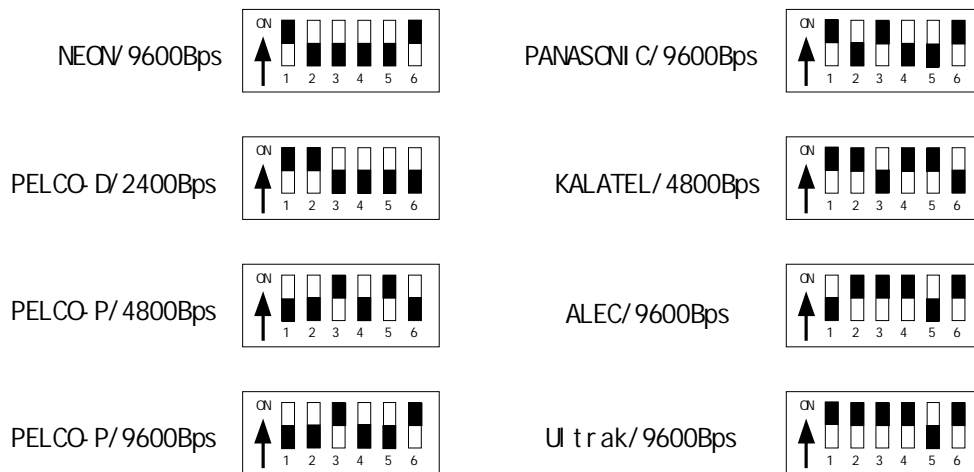 ON
NEON/9600Bps
1 2 3 4 5 6
ON
PANASONIC/9600Bps
1 2 3 4 5 6
ON
PELCO-D/2400Bps
1 2 3 4 5 6
ON
KALATEL/4800Bps
1 2 3 4 5 6
ON
PELCO-P/4800Bps
1 2 3 4 5 6
ON
ALEC/9600Bps
1 2 3 4 5 6
ON
PELCO-P/9600Bps
1 2 3 4 5 6
ON
Ultrak/9600Bps
1 2 3 4 5 6